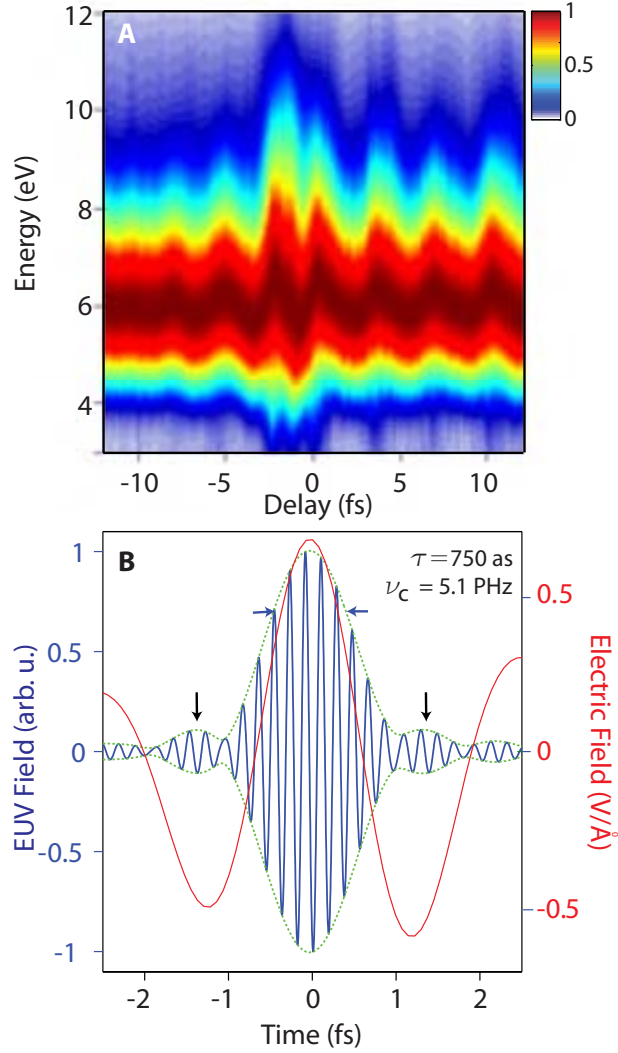 A
12
10
8
6
4
Energy (eV)
-10
-5
0
5
10
Delay (fs)
1
0.5
0
B
τ = 750 as
ν_c = 5.1 PHz
1
0.5
0
-0.5
-1
EUV Field (arb. u.)
0.5
0
-0.5
Electric Field (V/Å)
-2
-1
0
1
2
Time (fs)